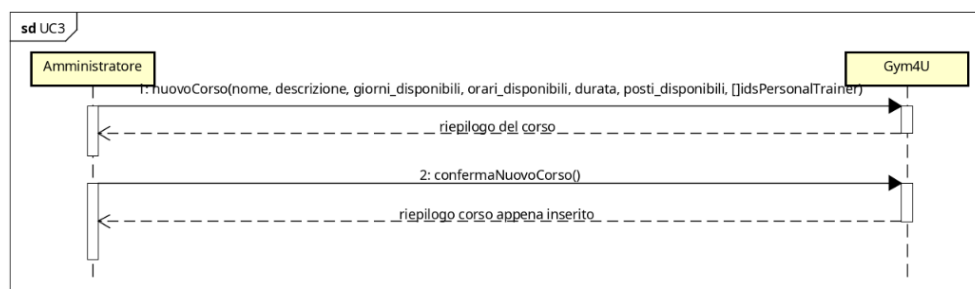 sd UC3
Amministratore
Gym4U
1: nuovoCorso(nome, descrizione, giorni_disponibili, orari_disponibili, durata, posti_disponibili, []idsPersonalTrainer)
riepilogo del corso
2: confermaNuovoCorso()
riepilogo corso appena inserito